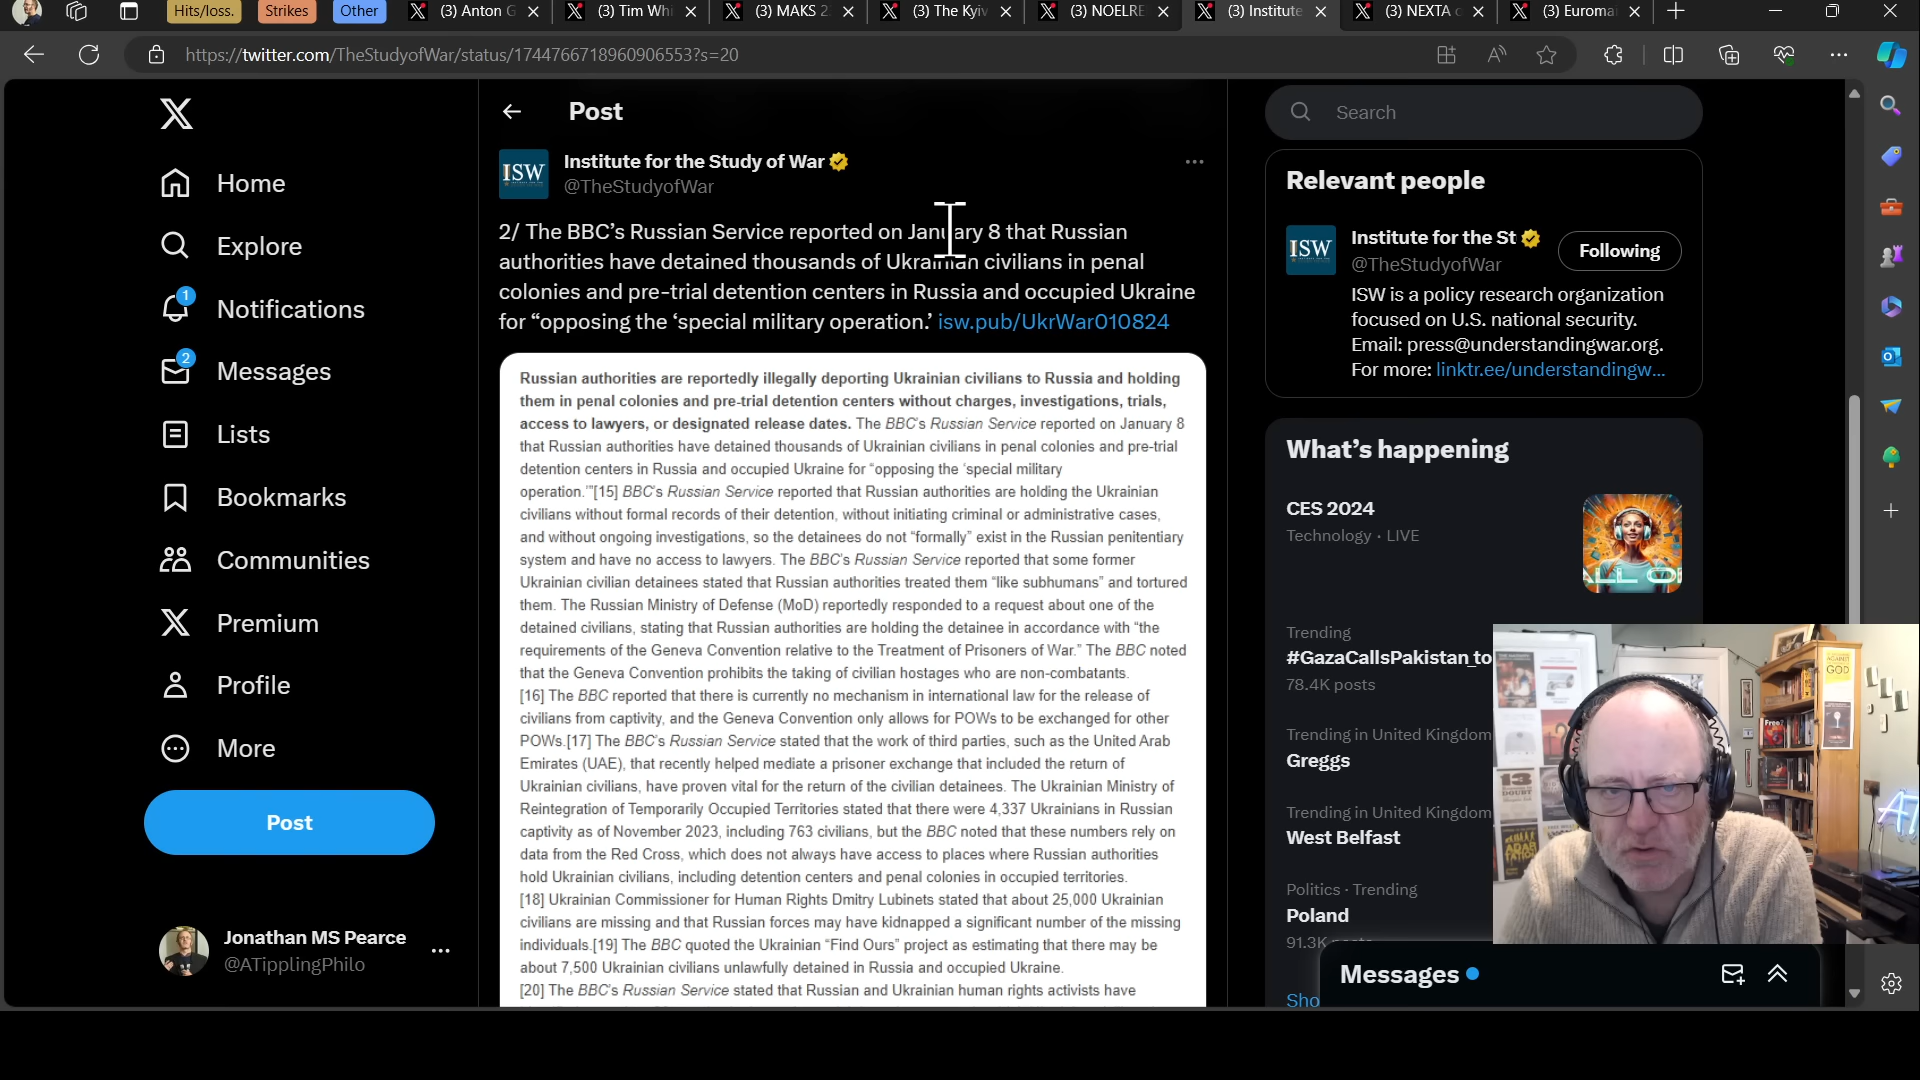 Hits/loss.
Strikes
Other
(3) Anton G
(3) Tim Whi
(3) MAKS 2
(3) The Kyiv
(3) NOELRE
(3) Institute
(3) NEXTA
(3) Euromai
https://twitter.com/TheStudyofWar/status/1744766718960906553?s=20
Home
Explore
1
Notifications
2
Messages
Lists
Bookmarks
Communities
Premium
Profile
More
Post
Jonathan MS Pearce
@ATipplingPhilo
Post
ISW
Institute for the Study of War
@TheStudyofWar
2/ The BBC’s Russian Service reported on January 8 that Russian
authorities have detained thousands of Ukrainian civilians in penal
colonies and pre-trial detention centers in Russia and occupied Ukraine
for “opposing the ‘special military operation.’ isw.pub/UkrWar010824
Russian authorities are reportedly illegally deporting Ukrainian civilians to Russia and holding
them in penal colonies and pre-trial detention centers without charges, investigations, trials,
access to lawyers, or designated release dates. The BBC's Russian Service reported on January 8
that Russian authorities have detained thousands of Ukrainian civilians in penal colonies and pre-trial
detention centers in Russia and occupied Ukraine for “opposing the ‘special military
operation.’”[15] BBC's Russian Service reported that Russian authorities are holding the Ukrainian
civilians without formal records of their detention, without initiating criminal or administrative cases,
and without ongoing investigations, so the detainees do not “formally” exist in the Russian penitentiary
system and have no access to lawyers. The BBC's Russian Service reported that some former
Ukrainian civilian detainees stated that Russian authorities treated them “like subhumans” and tortured
them. The Russian Ministry of Defense (MoD) reportedly responded to a request about one of the
detained civilians, stating that Russian authorities are holding the detainee in accordance with “the
requirements of the Geneva Convention relative to the Treatment of Prisoners of War.” The BBC noted
that the Geneva Convention prohibits the taking of civilian hostages who are non-combatants.
[16] The BBC reported that there is currently no mechanism in international law for the release of
civilians from captivity, and the Geneva Convention only allows for POWs to be exchanged for other
POWs.[17] The BBC's Russian Service stated that the work of third parties, such as the United Arab
Emirates (UAE), that recently helped mediate a prisoner exchange that included the return of
Ukrainian civilians, have proven vital for the return of the civilian detainees. The Ukrainian Ministry of
Reintegration of Temporarily Occupied Territories stated that there were 4,337 Ukrainians in Russian
captivity as of November 2023, including 763 civilians, but the BBC noted that these numbers rely on
data from the Red Cross, which does not always have access to places where Russian authorities
hold Ukrainian civilians, including detention centers and penal colonies in occupied territories.
[18] Ukrainian Commissioner for Human Rights Dmitry Lubinets stated that about 25,000 Ukrainian
civilians are missing and that Russian forces may have kidnapped a significant number of the missing
individuals.[19] The BBC quoted the Ukrainian “Find Ours” project as estimating that there may be
about 7,500 Ukrainian civilians unlawfully detained in Russia and occupied Ukraine.
[20] The BBC's Russian Service stated that Russian and Ukrainian human rights activists have
Search
Relevant people
ISW
Institute for the St
@TheStudyofWar
Following
ISW is a policy research organization
focused on U.S. national security.
Email: press@understandingwar.org.
For more: linktr.ee/understandingw...
What’s happening
CES 2024
Technology · LIVE
ALL O
Trending
#GazaCallsPakistan_to
78.4K posts
Trending in United Kingdom
Greggs
Trending in United Kingdom
West Belfast
Politics · Trending
Poland
91.3K posts
Sho
Messages
GOD
Free?
13
DOUBT